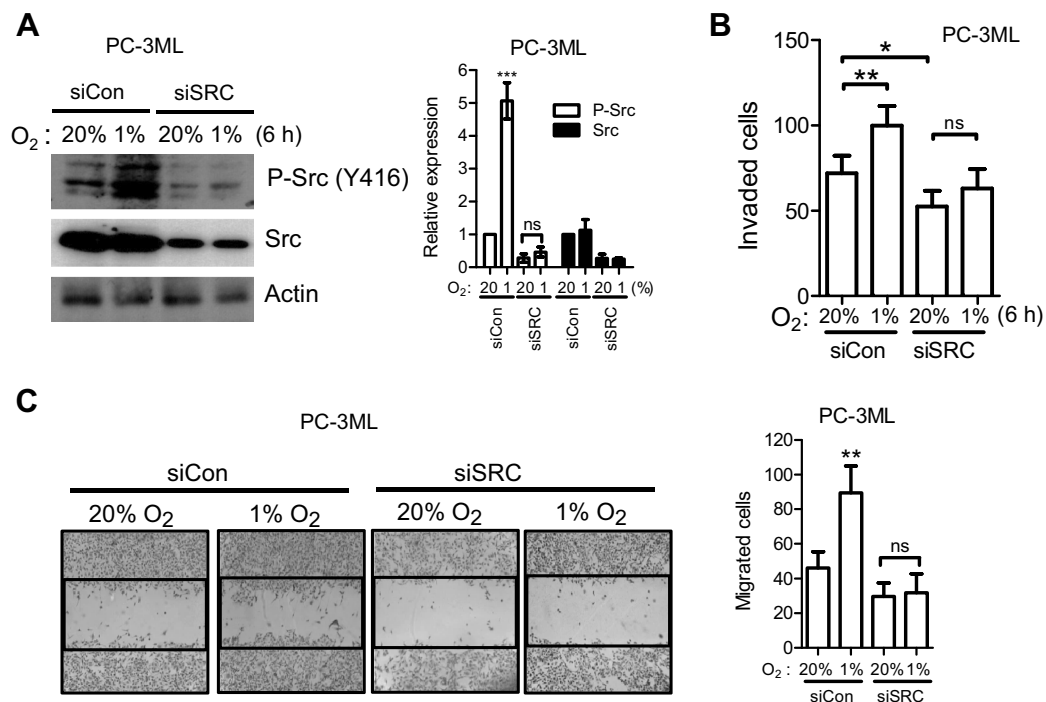 A
PC-3ML
siCon siSRC
O2 : 20% 1% 20% 1% (6 h)
P-Src (Y416)
Src
Actin
PC-3ML
Relative expression
6
5
4
3
2
1
0
***
ns
P-Src
Src
O2: 20 1 20 1 20 1 20 1 (%)
siCon siSRC siCon siSRC
B
PC-3ML
Invaded cells
150
100
50
0
*
**
ns
O2: 20% 1% 20% 1% (6 h)
siCon siSRC
C
PC-3ML
siCon siSRC
20% O2 1% O2 20% O2 1% O2
PC-3ML
Migrated cells
120
100
80
60
40
20
0
**
ns
O2 : 20% 1% 20% 1%
siCon siSRC